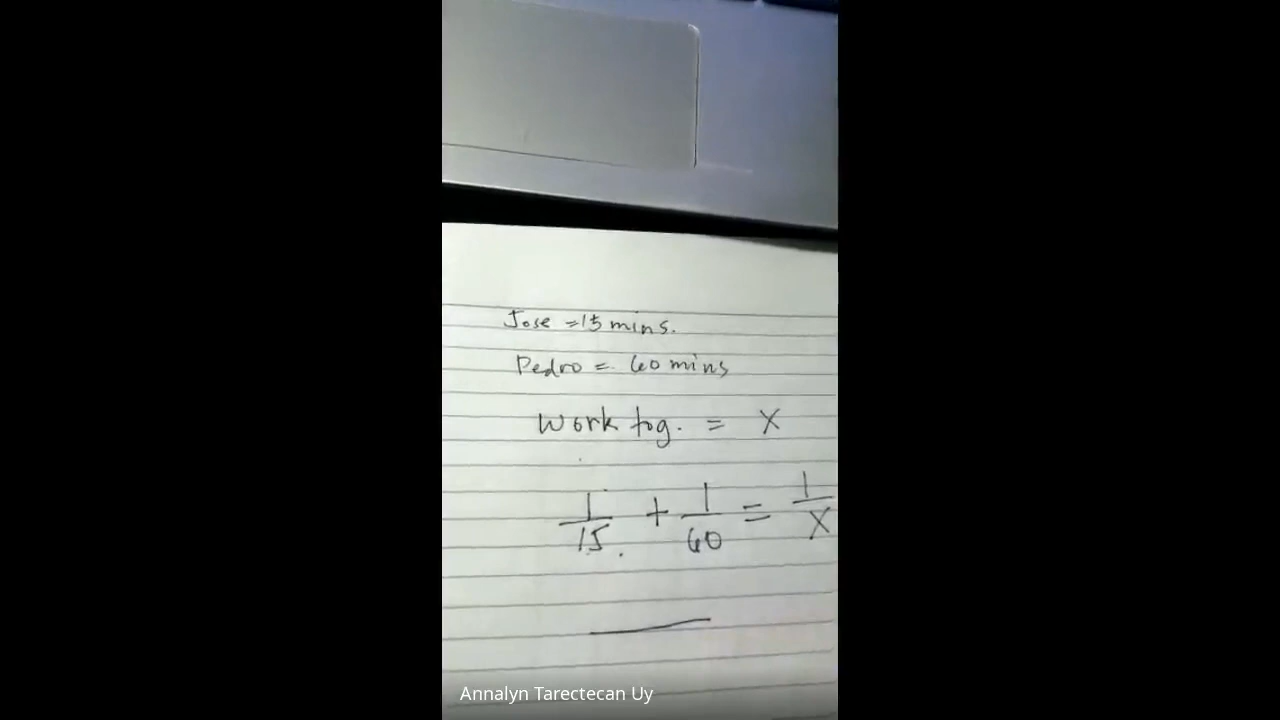 Jose = 15 mins.
Pedro = 60 mins
Work tog. = X
1/15 + 1/60 = 1/X
Annalyn Tarectecan Uy